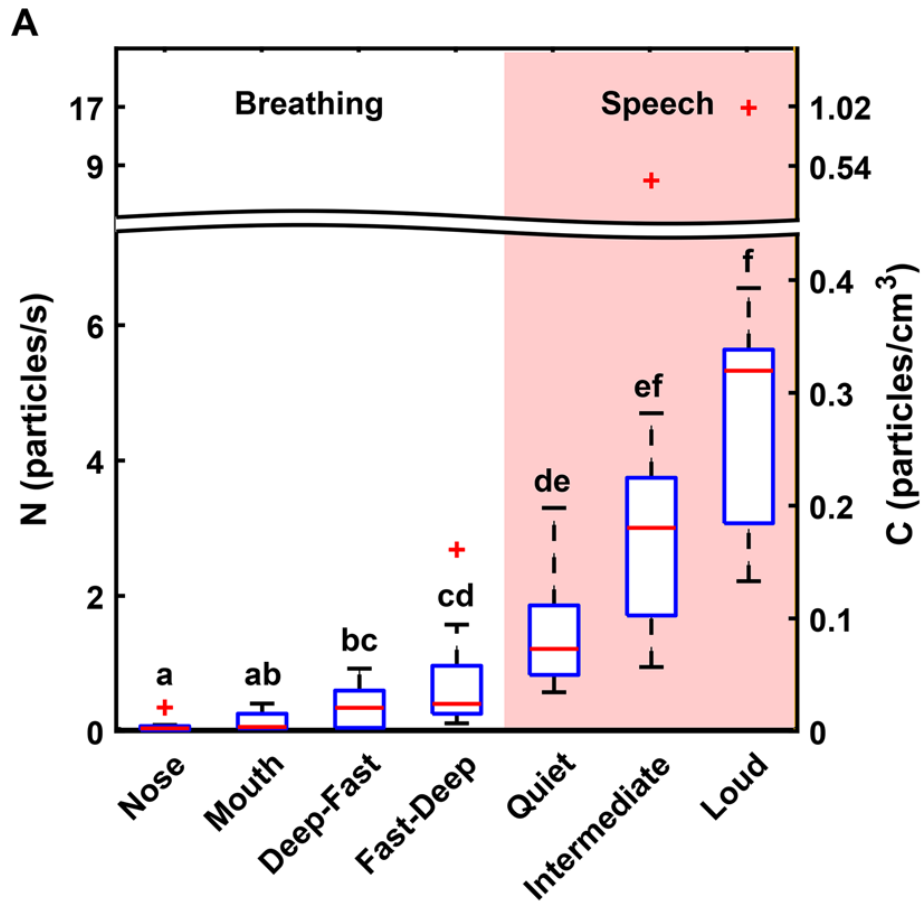 A
Breathing
Speech
17
9
6
4
2
0
N (particles/s)
1.02
0.54
0.4
0.3
0.2
0.1
0
C (particles/cm³)
a
ab
bc
cd
de
ef
f
Nose
Mouth
Deep-Fast
Fast-Deep
Quiet
Intermediate
Loud